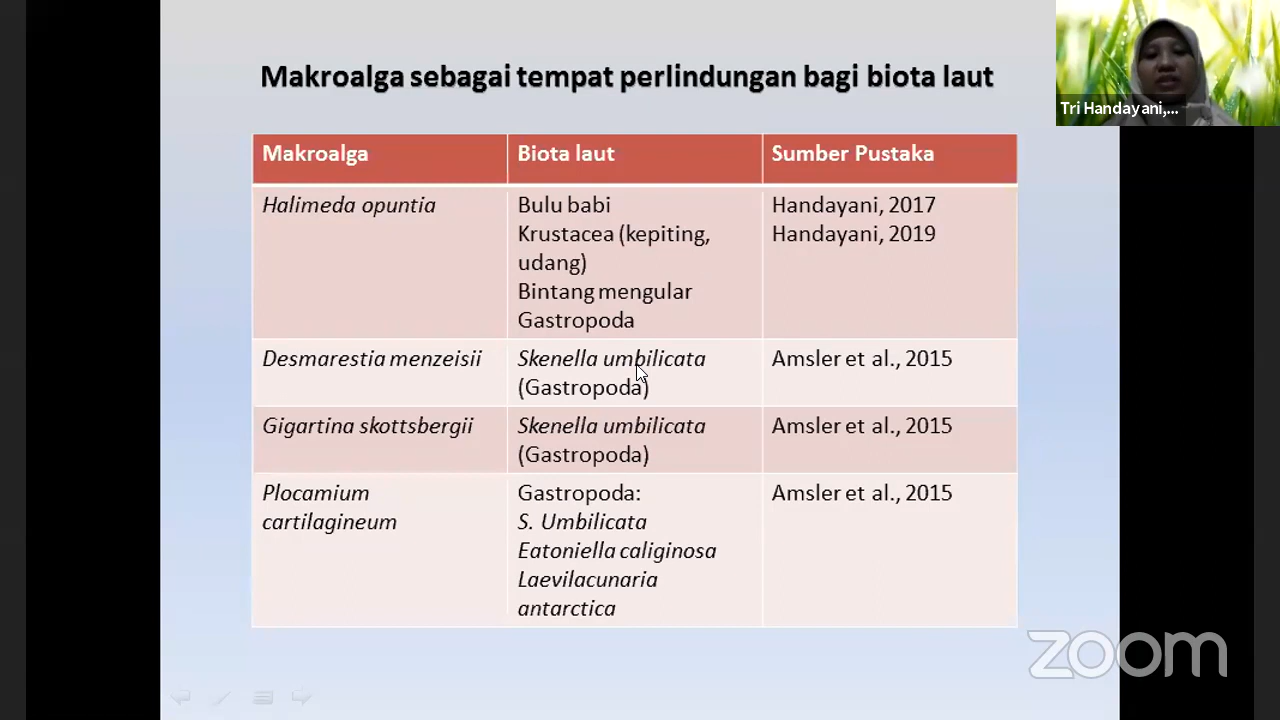 Makroalga sebagai tempat perlindungan bagi biota laut
Tri Handayani,...
Makroalga
Biota laut
Sumber Pustaka
Halimeda opuntia
Bulu babi
Krustacea (kepiting,
udang)
Bintang mengular
Gastropoda
Handayani, 2017
Handayani, 2019
Desmarestia menzeisii
Skenella umbilicata
(Gastropoda)
Amsler et al., 2015
Gigartina skottsbergii
Skenella umbilicata
(Gastropoda)
Amsler et al., 2015
Plocamium
cartilagineum
Gastropoda:
S. Umbilicata
Eatoniella caliginosa
Laevilacunaria
antarctica
Amsler et al., 2015
zoom